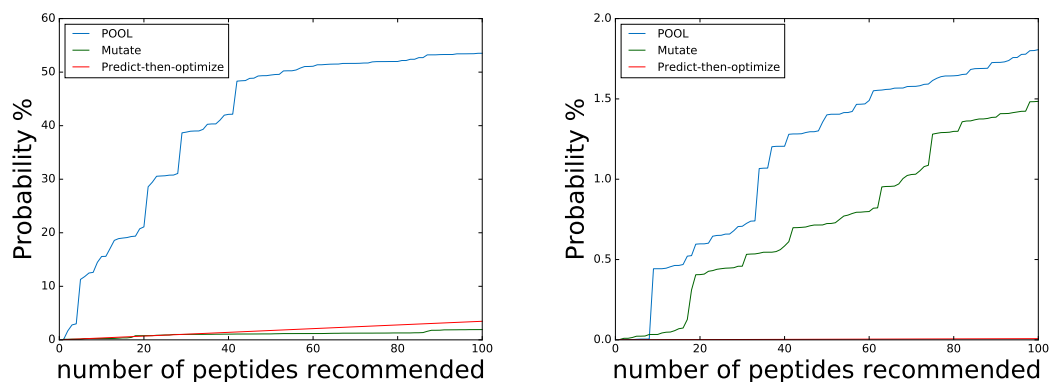 60
50
40
30
20
10
0
Probability %
POOL
Mutate
Predict-then-optimize
0 20 40 60 80 100
number of peptides recommended
2.0
1.5
1.0
0.5
0.0
Probability %
POOL
Mutate
Predict-then-optimize
0 20 40 60 80 100
number of peptides recommended